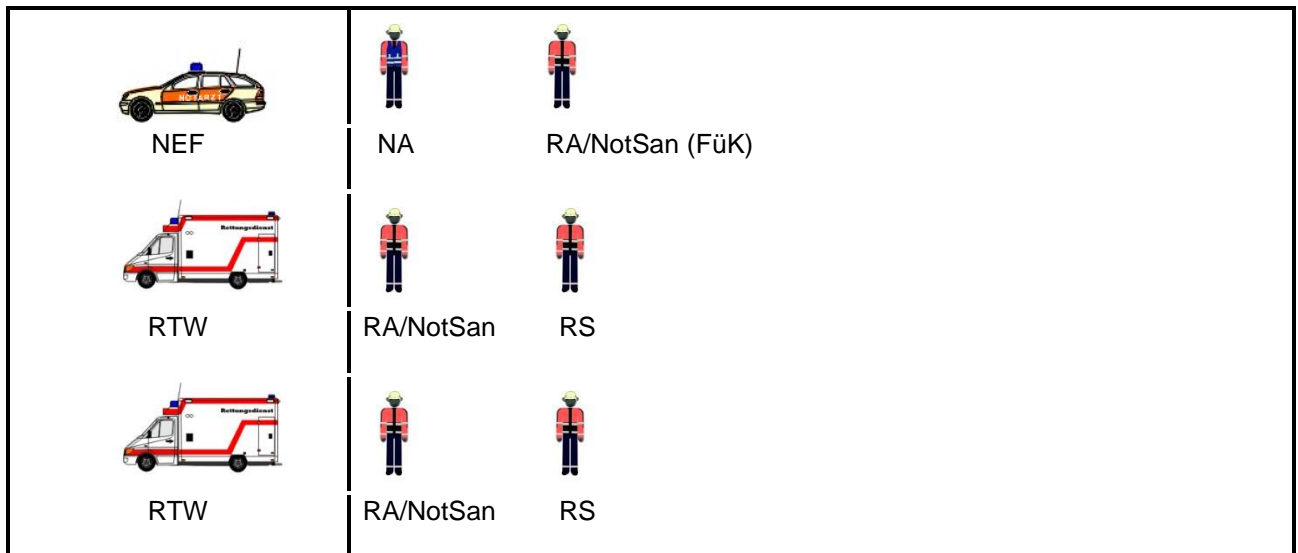 NOTARZT
NEF NA RA/NotSan (FüK)
Rettungsdienst
RTW RA/NotSan RS
Rettungsdienst
RTW RA/NotSan RS